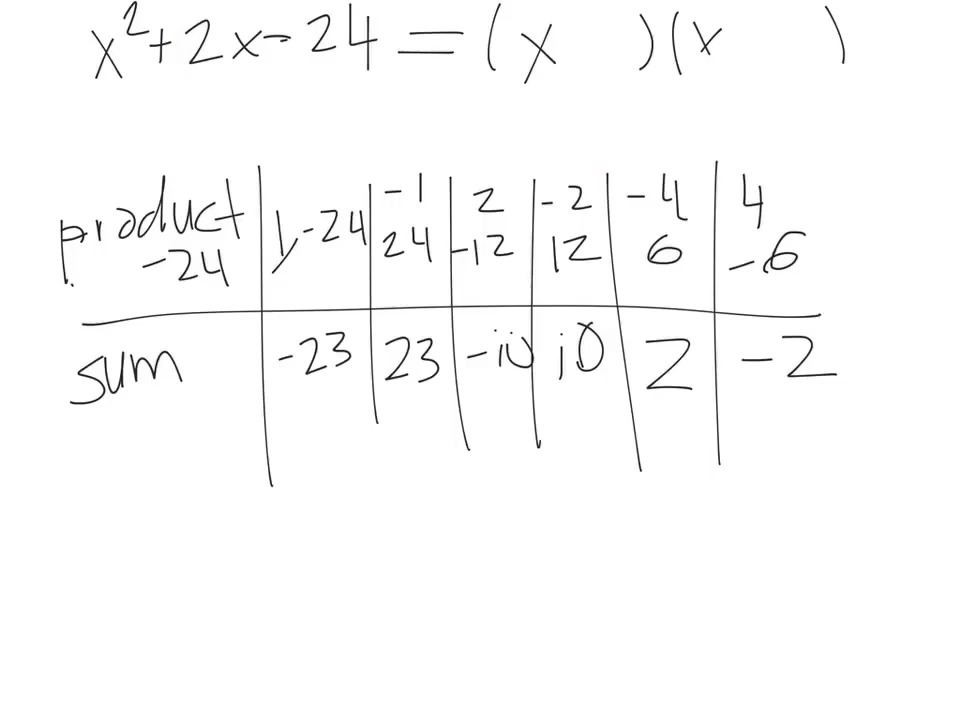 x²+2x-24 = (x )(x )
product -24 | 1,-24 | -1 24 | 2 -12 | -2 12 | -4 6 | 4 -6
sum | -23 | 23 | -10 | 10 | 2 | -2